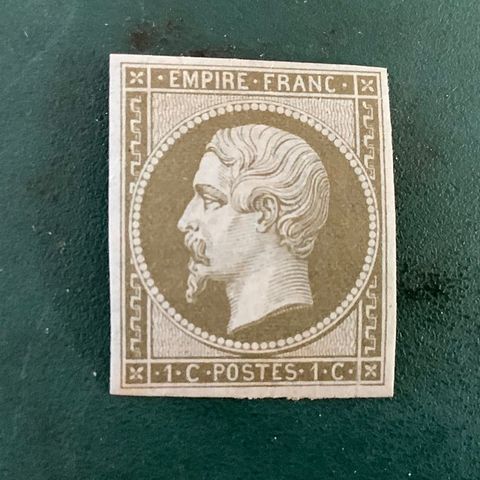 · EMPIRE · FRANC ·
· 1 · C · POSTES · 1 · C ·